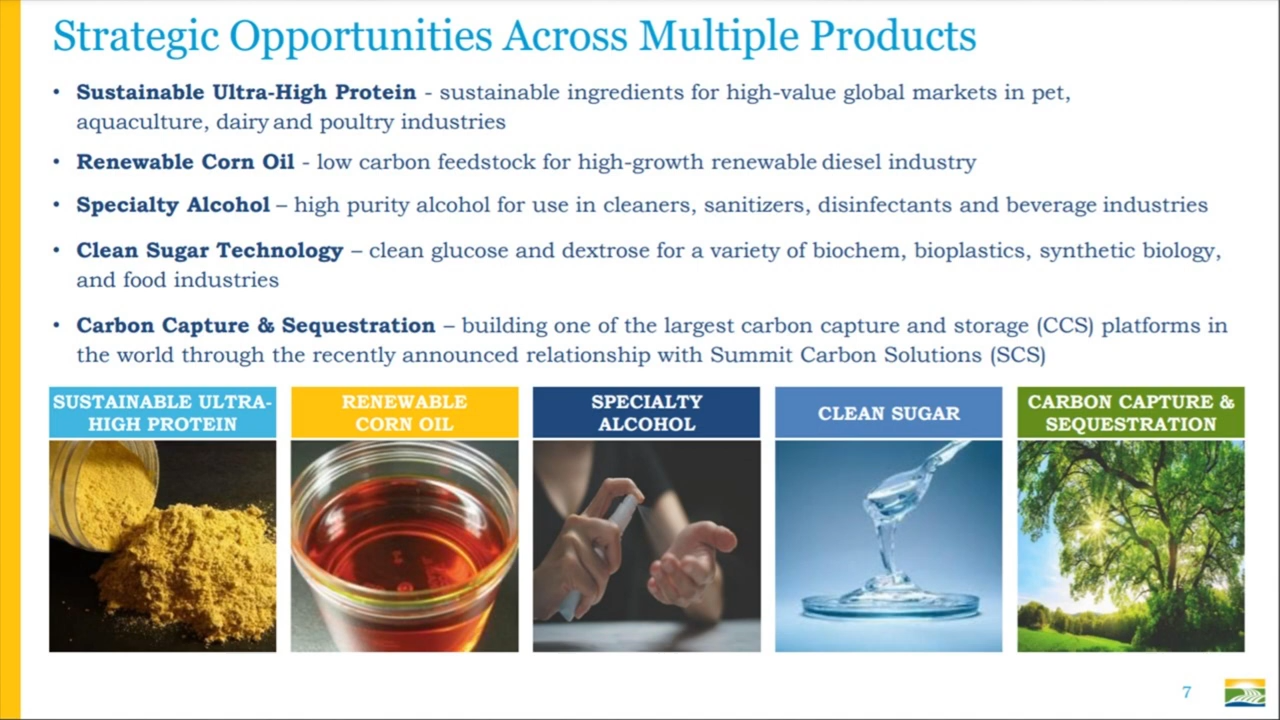 Strategic Opportunities Across Multiple Products
• Sustainable Ultra-High Protein - sustainable ingredients for high-value global markets in pet,
aquaculture, dairy and poultry industries
• Renewable Corn Oil - low carbon feedstock for high-growth renewable diesel industry
• Specialty Alcohol – high purity alcohol for use in cleaners, sanitizers, disinfectants and beverage industries
• Clean Sugar Technology – clean glucose and dextrose for a variety of biochem, bioplastics, synthetic biology,
and food industries
• Carbon Capture & Sequestration – building one of the largest carbon capture and storage (CCS) platforms in
the world through the recently announced relationship with Summit Carbon Solutions (SCS)
SUSTAINABLE ULTRA-
HIGH PROTEIN
RENEWABLE
CORN OIL
SPECIALTY
ALCOHOL
CLEAN SUGAR
CARBON CAPTURE &
SEQUESTRATION
7